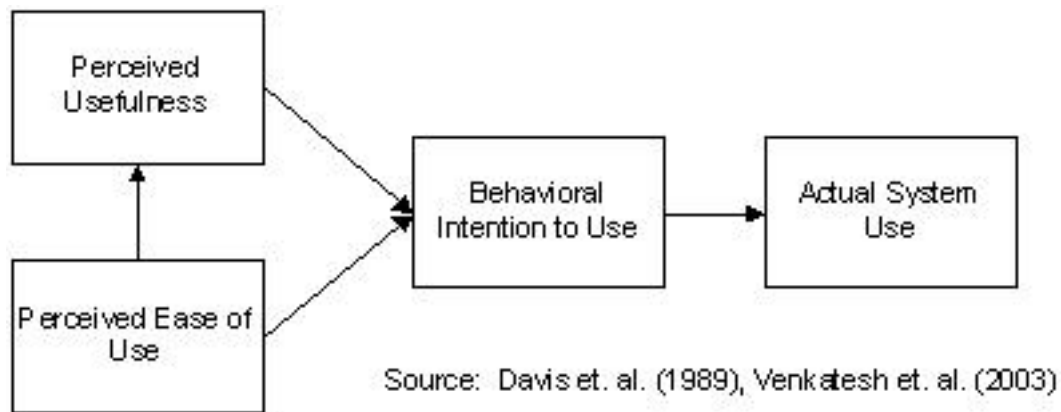 Perceived
Usefulness
Behavioral
Intention to Use
Actual System
Use
Perceived Ease of
Use
Source: Davis et. al. (1989), Venkatesh et. al. (2003)